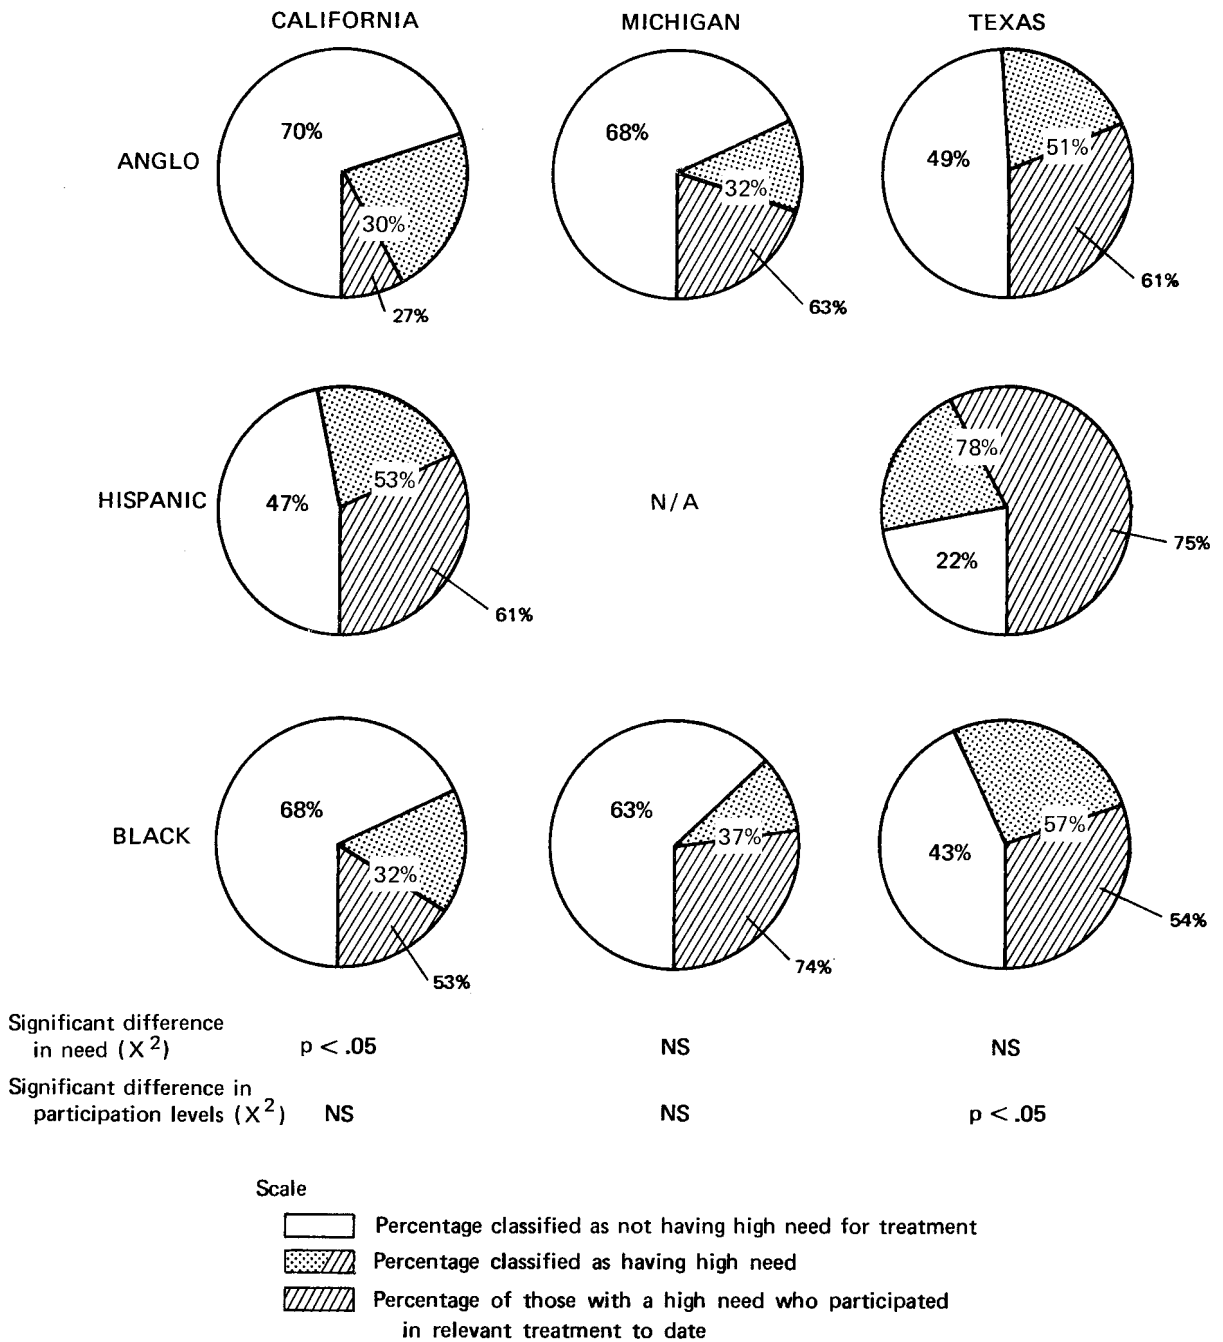 CALIFORNIA MICHIGAN TEXAS
ANGLO 70% 30% 27% 68% 32% 63% 49% 51% 61%
HISPANIC 47% 53% 61% N/A 78% 22% 75%
BLACK 68% 32% 53% 63% 37% 74% 43% 57% 54%
Significant difference
in need (X²) p < .05 NS NS
Significant difference in
participation levels (X²) NS NS p < .05
Scale
Percentage classified as not having high need for treatment
Percentage classified as having high need
Percentage of those with a high need who participated
in relevant treatment to date